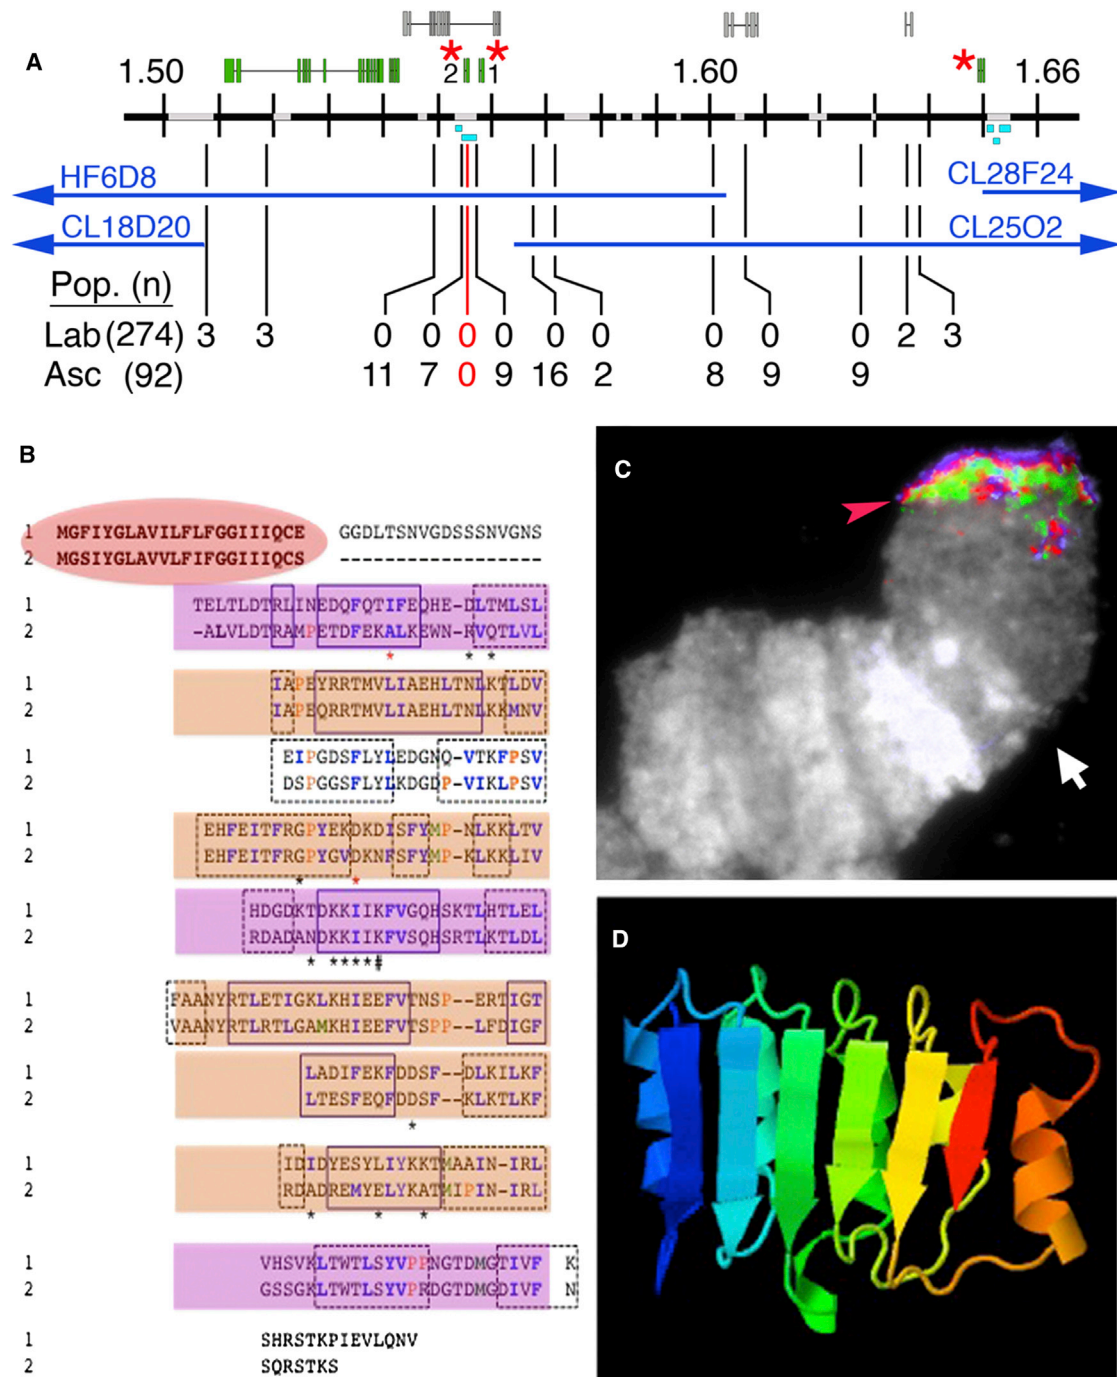 A
1.50
* 2
* 1
1.60
*
1.66
HF6D8
CL28F24
CL18D20
CL25O2
Pop. (n)
Lab (274) 3 3 0 0 0 0 0 0 0 0 0 2 3
Asc (92) 11 7 0 9 16 2 8 9 9
B
1 MGFIYGLAVILFLFGGIIIQCE GGDLTSNVGDSSSNVGNS
2 MGSIYGLAVVLFIFGGIIIQCS ------------------
1 TELTLDTRLINEDQFQTIFEQHE-DLTMLSL
2 -ALVLDTRAMPETDFEKALKEWN-RVQTLVL
* * *
1 IAPEYRRTMVLIAEHLTNLKTLDV
2 IAPEQRRTMVLIAEHLTNLKKMNV
1 EIPGDSFLYLEDGNQ-VTKFPSV
2 DSPGGSFLYLKDGDP-VIKLPSV
1 EHFEITFRGPYEKDKDISFYMP-NLKKLTV
2 EHFEITFRGPYGVDKNFSFYMP-KLKKLIV
* *
1 HDGDKTDKKIIKFVGQHSKTLHTLEL
2 RDADANDKKIIKFVSQHSRTLKTLDL
* ****‡
1 FAANYRTLETIGKLKHIEEFVTNSP--ERTIGT
2 VAANYRTLRTLGAMKHIEEFVTSPP--LFDIGF
1 LADIFEKFDDSF--DLKILKF
2 LTESFEQFDDSF--KLKTLKF
*
1 IDIDYESYLIYKKTMAAIN-IRL
2 RDADREMYELYKATMIPIN-IRL
* * *
1 VHSVKLTWTLSYVPPNGTDMGTIVF K
2 GSSGKLTWTLSYVPRDGTDMGDIVF N
1 SHRSTKPIEVLQNV
2 SQRSTKS
C
D